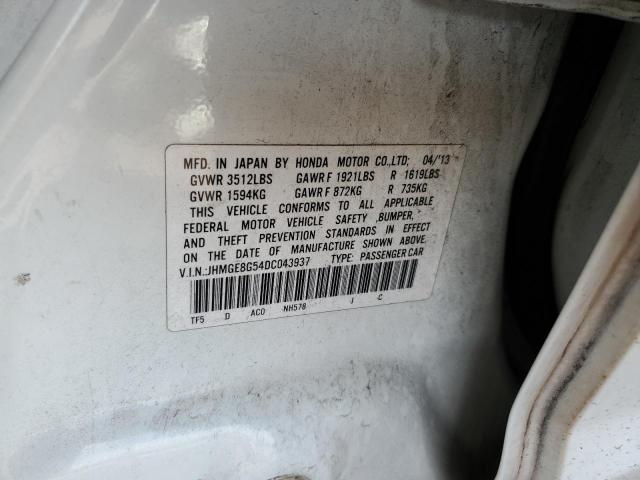 MFD. IN JAPAN BY HONDA MOTOR CO.,LTD; 04/'13
GVWR 3512LBS GAWR F 1921LBS R 1619LBS
GVWR 1594KG GAWR F 872KG R 735KG
THIS VEHICLE CONFORMS TO ALL APPLICABLE
FEDERAL MOTOR VEHICLE SAFETY ,BUMPER,
AND THEFT PREVENTION STANDARDS IN EFFECT
ON THE DATE OF MANUFACTURE SHOWN ABOVE.
V.I.N.:JHMGE8G54DC043937 TYPE: PASSENGER CAR
TF5 D AC0 NH578 J C